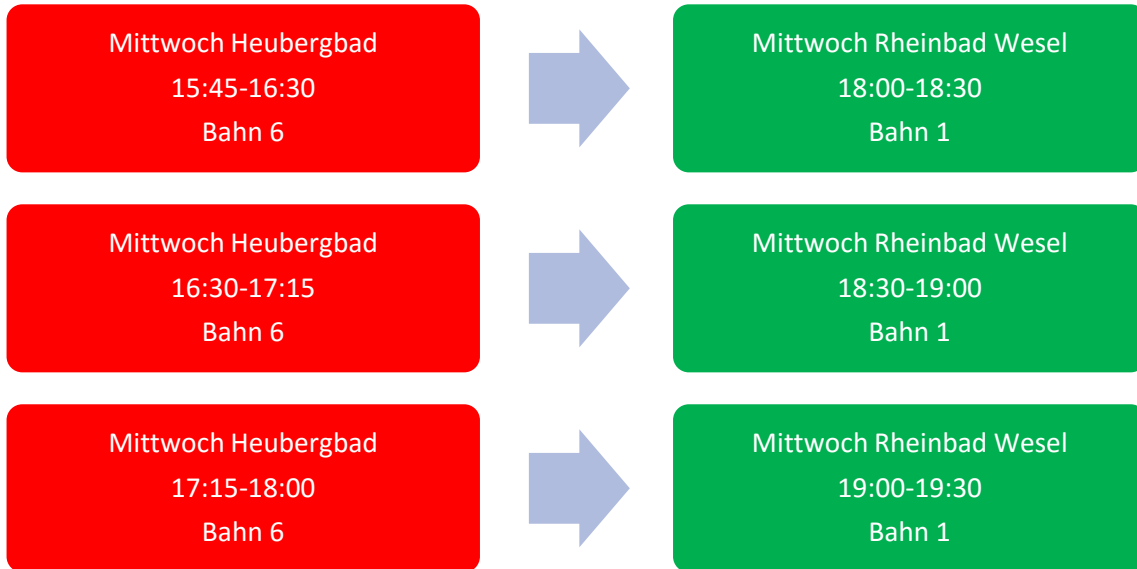 Mittwoch Heubergbad
15:45-16:30
Bahn 6
Mittwoch Rheinbad Wesel
18:00-18:30
Bahn 1
Mittwoch Heubergbad
16:30-17:15
Bahn 6
Mittwoch Rheinbad Wesel
18:30-19:00
Bahn 1
Mittwoch Heubergbad
17:15-18:00
Bahn 6
Mittwoch Rheinbad Wesel
19:00-19:30
Bahn 1